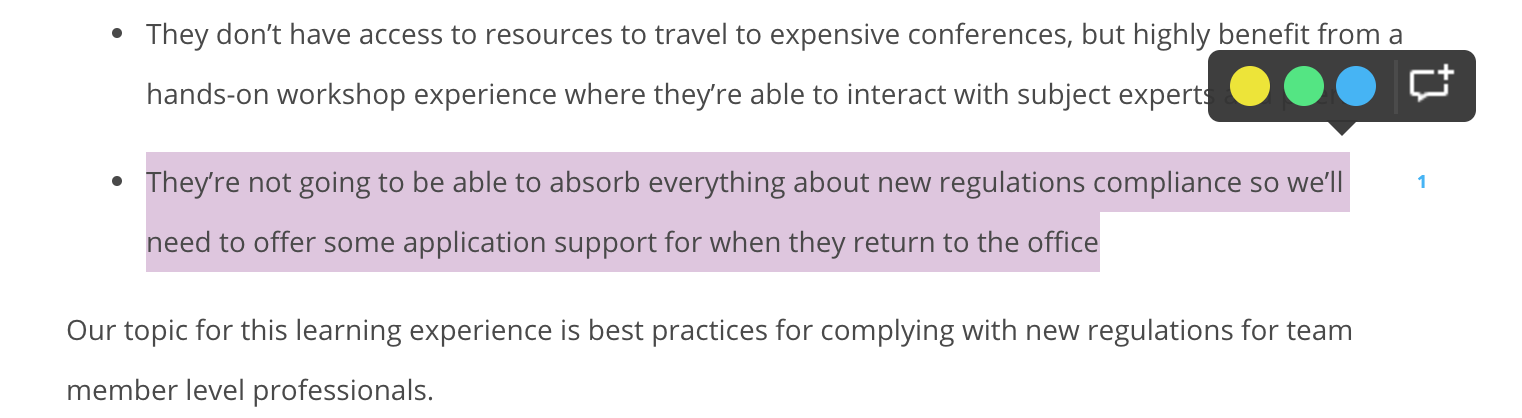 • They don’t have access to resources to travel to expensive conferences, but highly benefit from a
hands-on workshop experience where they’re able to interact with subject experts
• They’re not going to be able to absorb everything about new regulations compliance so we’ll 1
need to offer some application support for when they return to the office
Our topic for this learning experience is best practices for complying with new regulations for team
member level professionals.